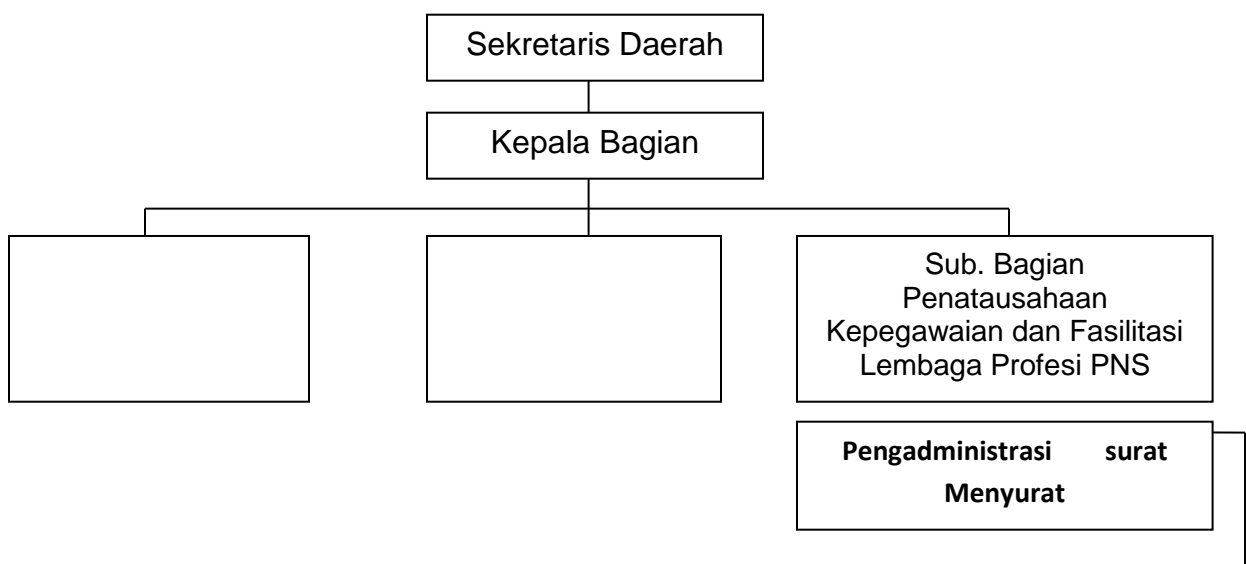 Sekretaris Daerah
Kepala Bagian
Sub. Bagian
Penatausahaan
Kepegawaian dan Fasilitasi
Lembaga Profesi PNS
Pengadministrasi surat
Menyurat